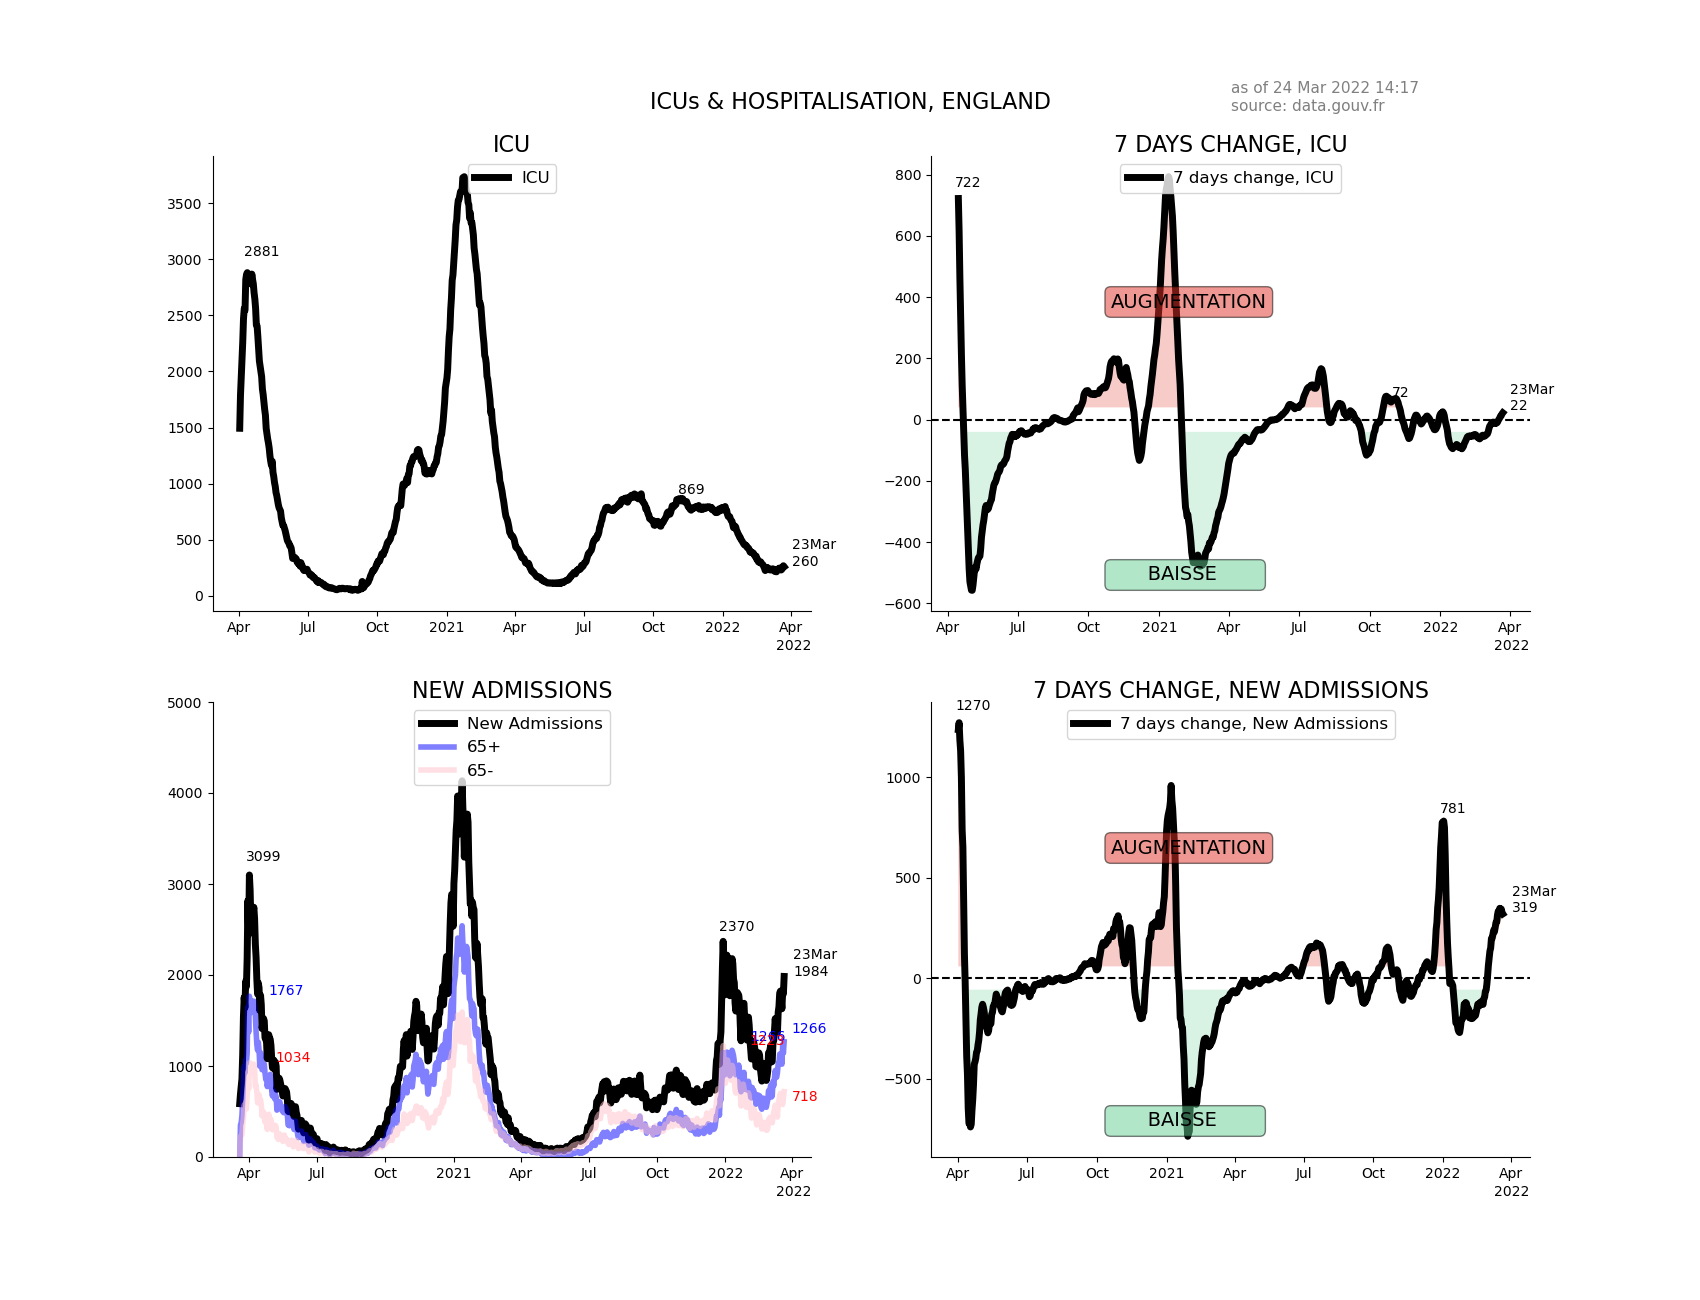 ICUs & HOSPITALISATION, ENGLAND
as of 24 Mar 2022 14:17
source: data.gouv.fr
ICU
ICU
3500
3000
2500
2000
1500
1000
500
0
2881
869
23Mar
260
Apr Jul Oct 2021 Apr Jul Oct 2022 Apr
2022
7 DAYS CHANGE, ICU
7 days change, ICU
800
600
400
200
0
−200
−400
−600
722
AUGMENTATION
72
23Mar
22
BAISSE
Apr Jul Oct 2021 Apr Jul Oct 2022 Apr
2022
NEW ADMISSIONS
New Admissions
65+
65-
5000
4000
3000
2000
1000
0
3099
2370
23Mar
1984
1767
1266
1266
1229
1034
718
Apr Jul Oct 2021 Apr Jul Oct 2022 Apr
2022
7 DAYS CHANGE, NEW ADMISSIONS
7 days change, New Admissions
1000
500
0
−500
1270
781
AUGMENTATION
23Mar
319
BAISSE
Apr Jul Oct 2021 Apr Jul Oct 2022 Apr
2022